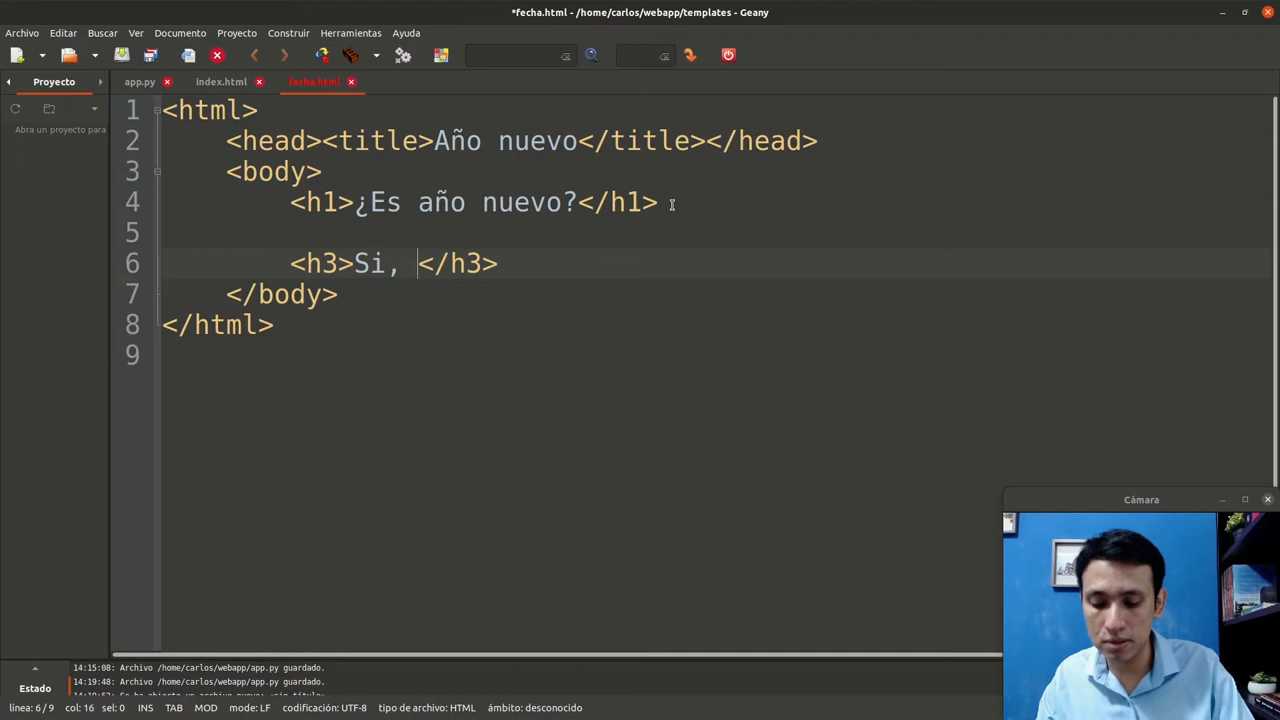 *fecha.html - /home/carlos/webapp/templates - Geany
Archivo Editar Buscar Ver Documento Proyecto Construir Herramientas Ayuda
Proyecto
app.py index.html fecha.html
Abra un proyecto para
1 <html>
2 <head><title>Año nuevo</title></head>
3 <body>
4 <h1>¿Es año nuevo?</h1>
5
6 <h3>Si, </h3>
7 </body>
8 </html>
9
Cámara
14:15:08: Archivo /home/carlos/webapp/app.py guardado.
14:19:48: Archivo /home/carlos/webapp/app.py guardado.
Estado
línea: 6 / 9 col: 16 sel: 0 INS TAB MOD mode: LF codificación: UTF-8 tipo de archivo: HTML ámbito: desconocido